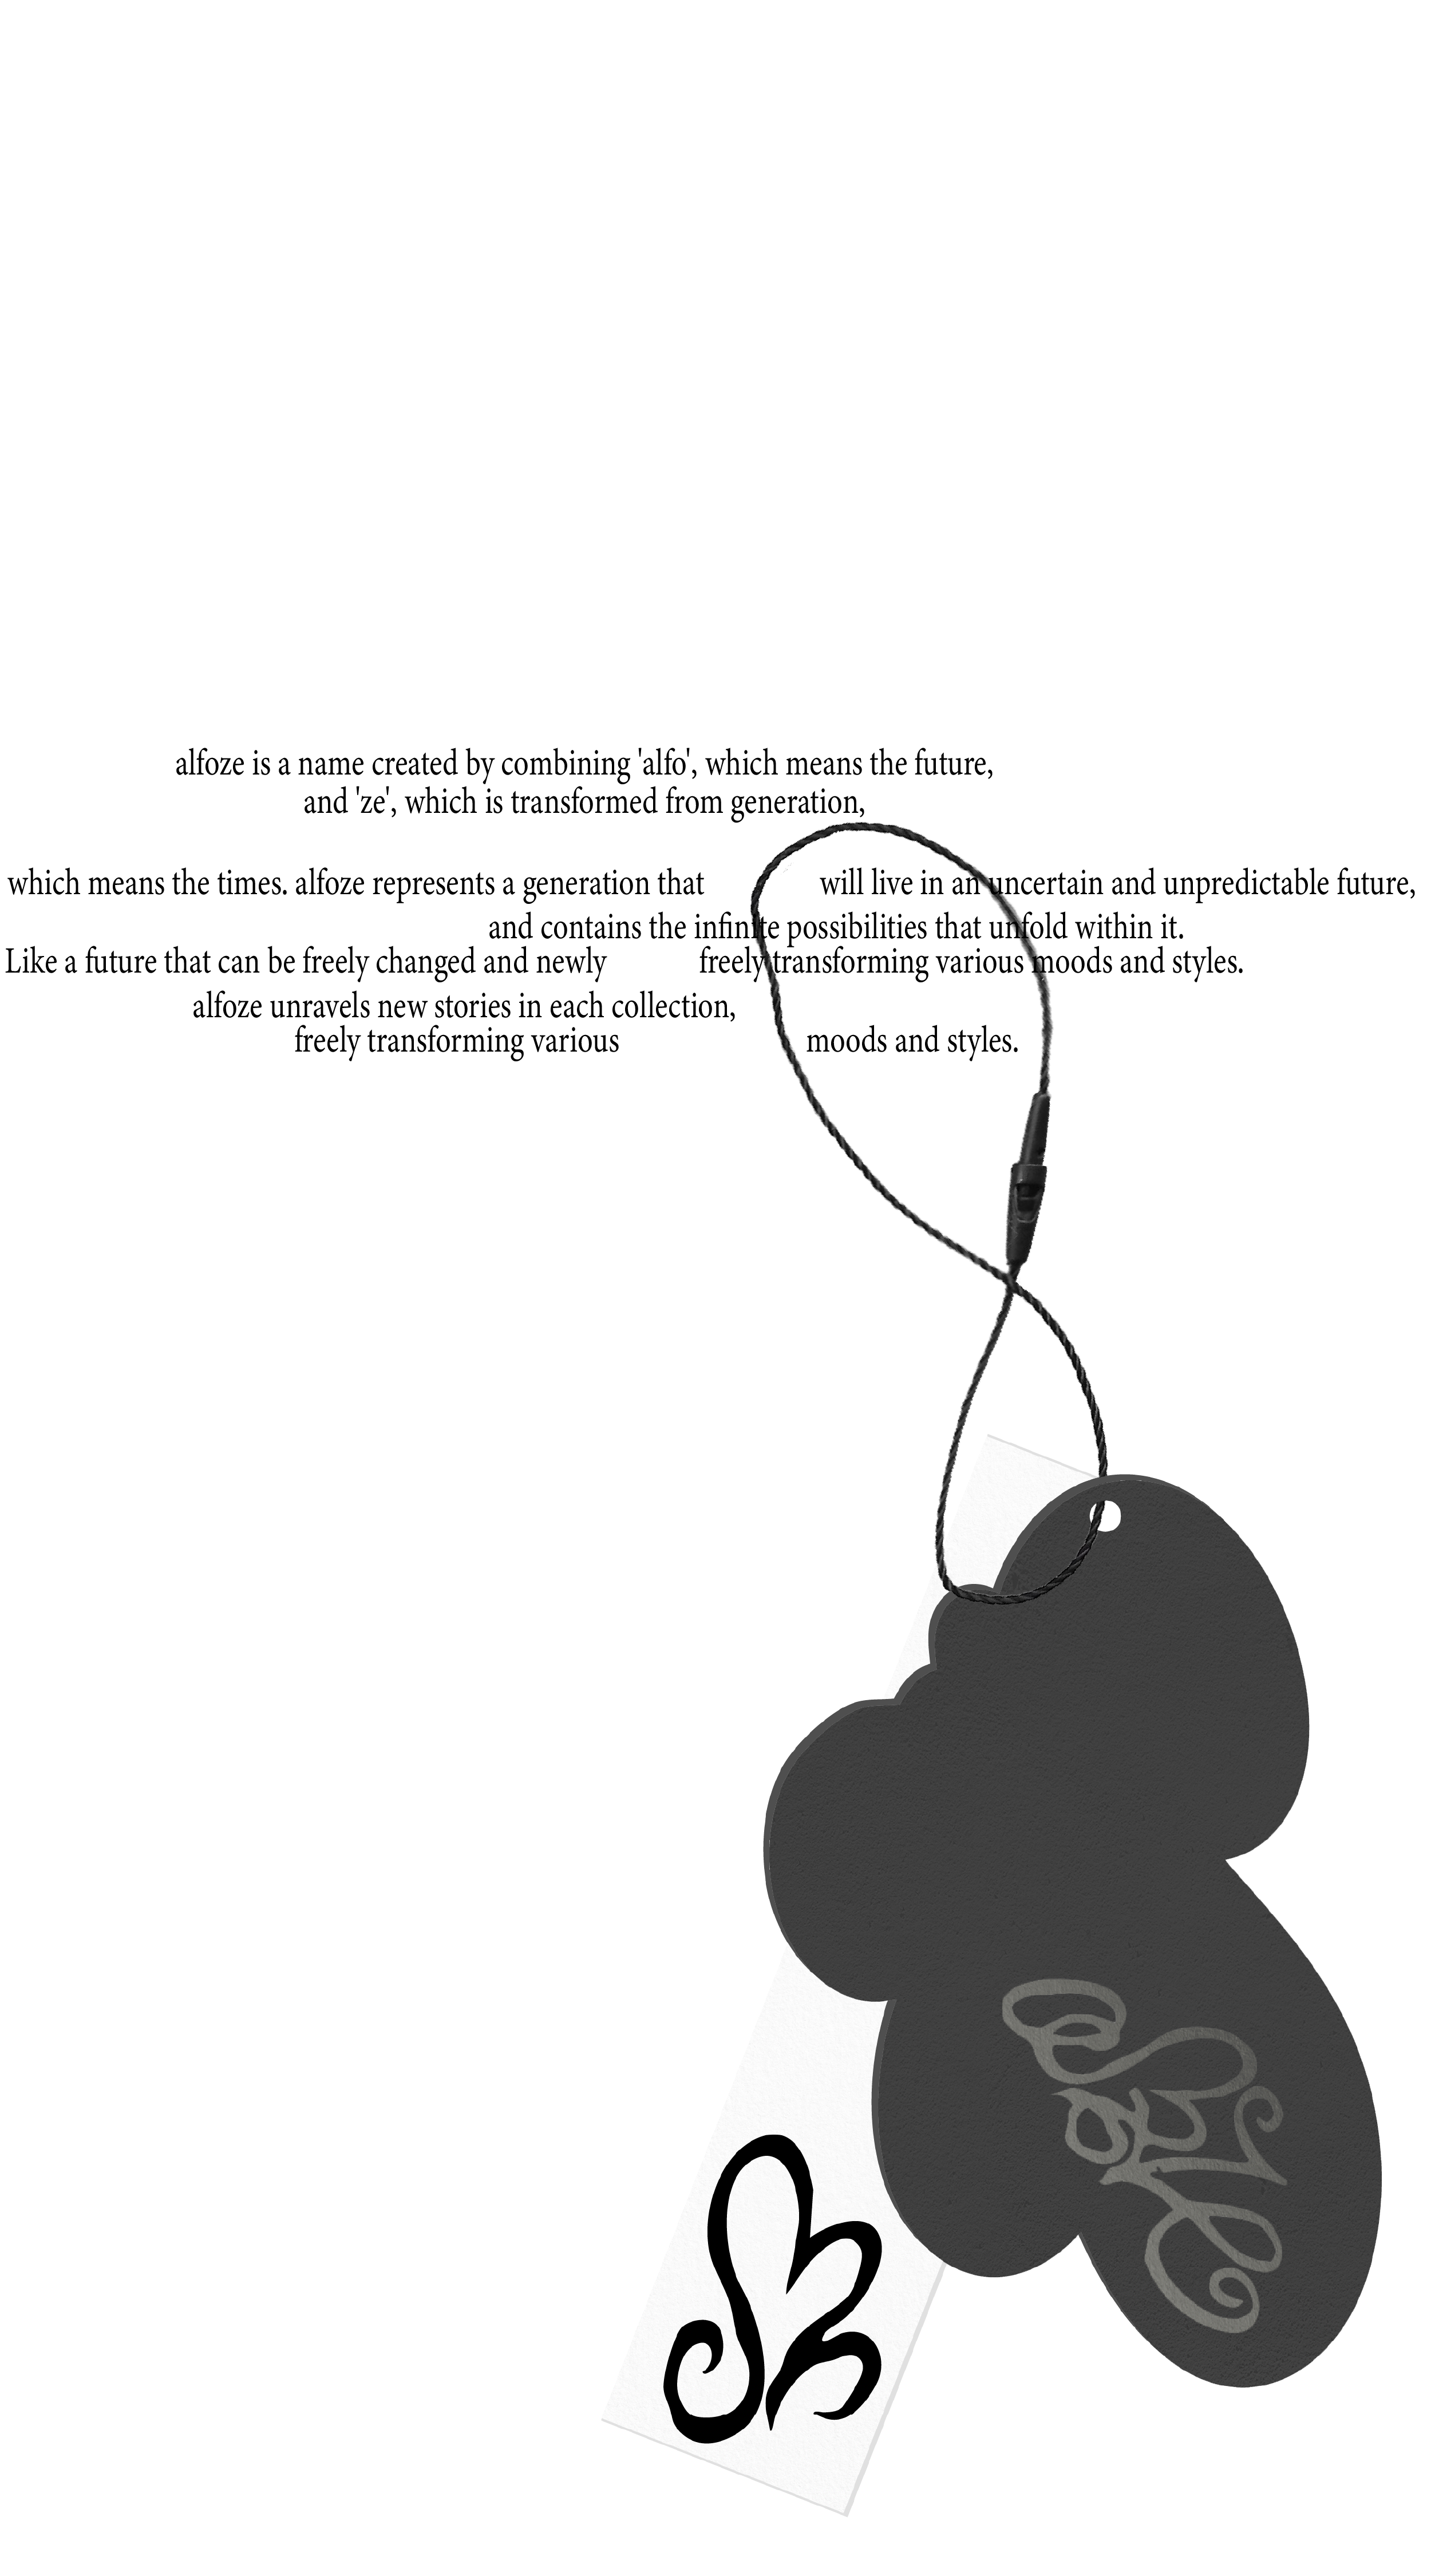 alfoze is a name created by combining 'alfo', which means the future,
and 'ze', which is transformed from generation,
which means the times. alfoze represents a generation that will live in an uncertain and unpredictable future,
and contains the infinite possibilities that unfold within it.
Like a future that can be freely changed and newly freely transforming various moods and styles.
alfoze unravels new stories in each collection,
freely transforming various moods and styles.